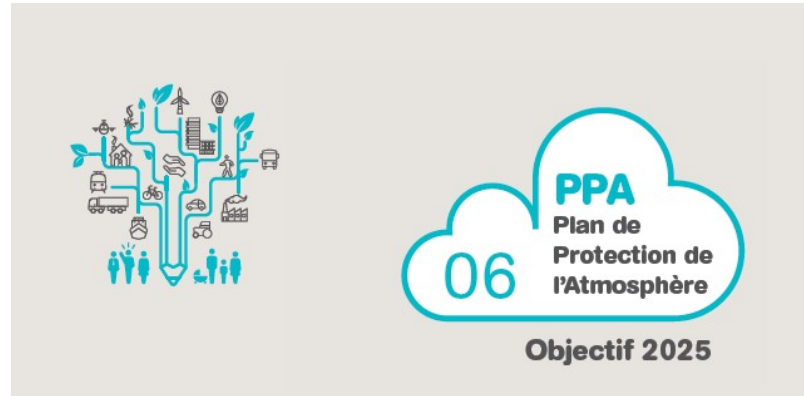 PPA
Plan de
Protection de
06
l'Atmosphère
Objectif 2025